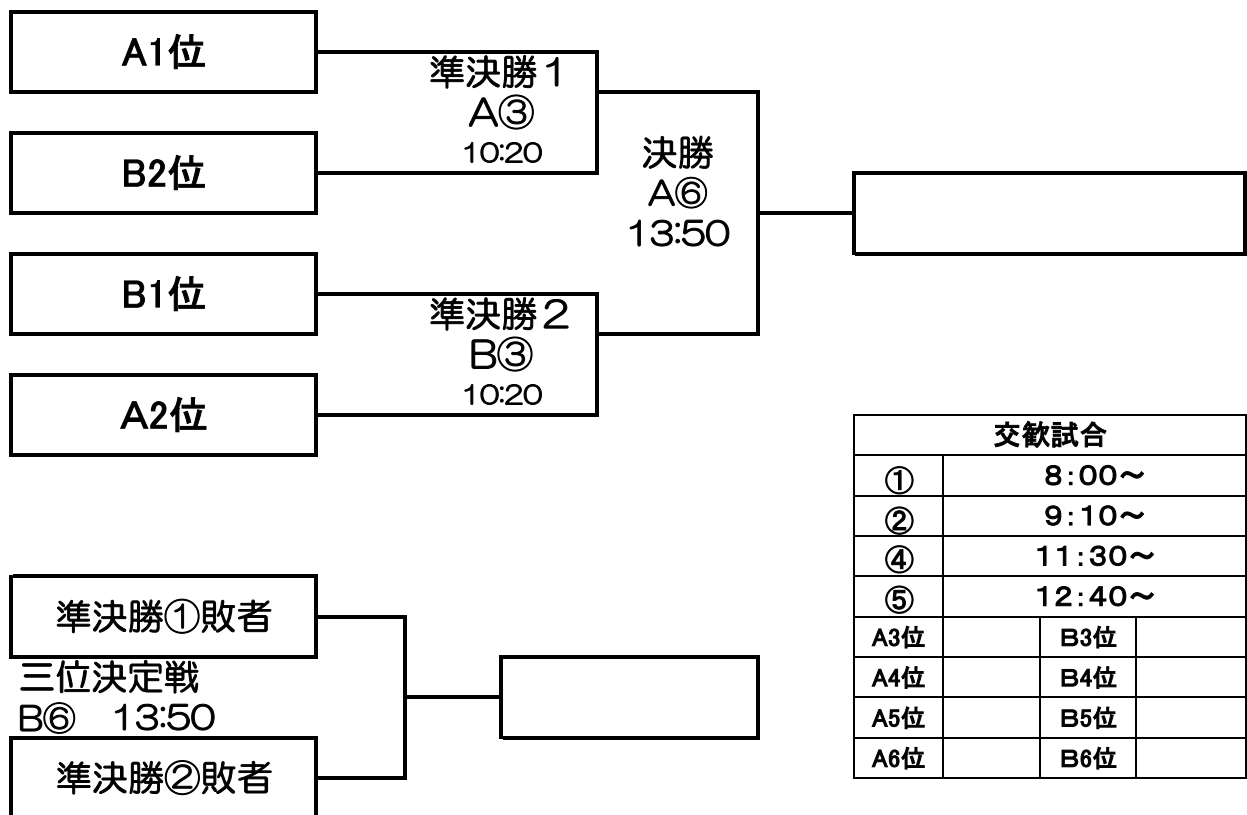 A1位
準決勝１
A③
10:20
B2位
決勝
A⑥
13:50
B1位
準決勝２
B③
10:20
A2位
交歓試合
① 8:00～
② 9:10～
④ 11:30～
⑤ 12:40～
A3位 B3位
A4位 B4位
A5位 B5位
A6位 B6位
準決勝①敗者
三位決定戦
B⑥　13:50
準決勝②敗者